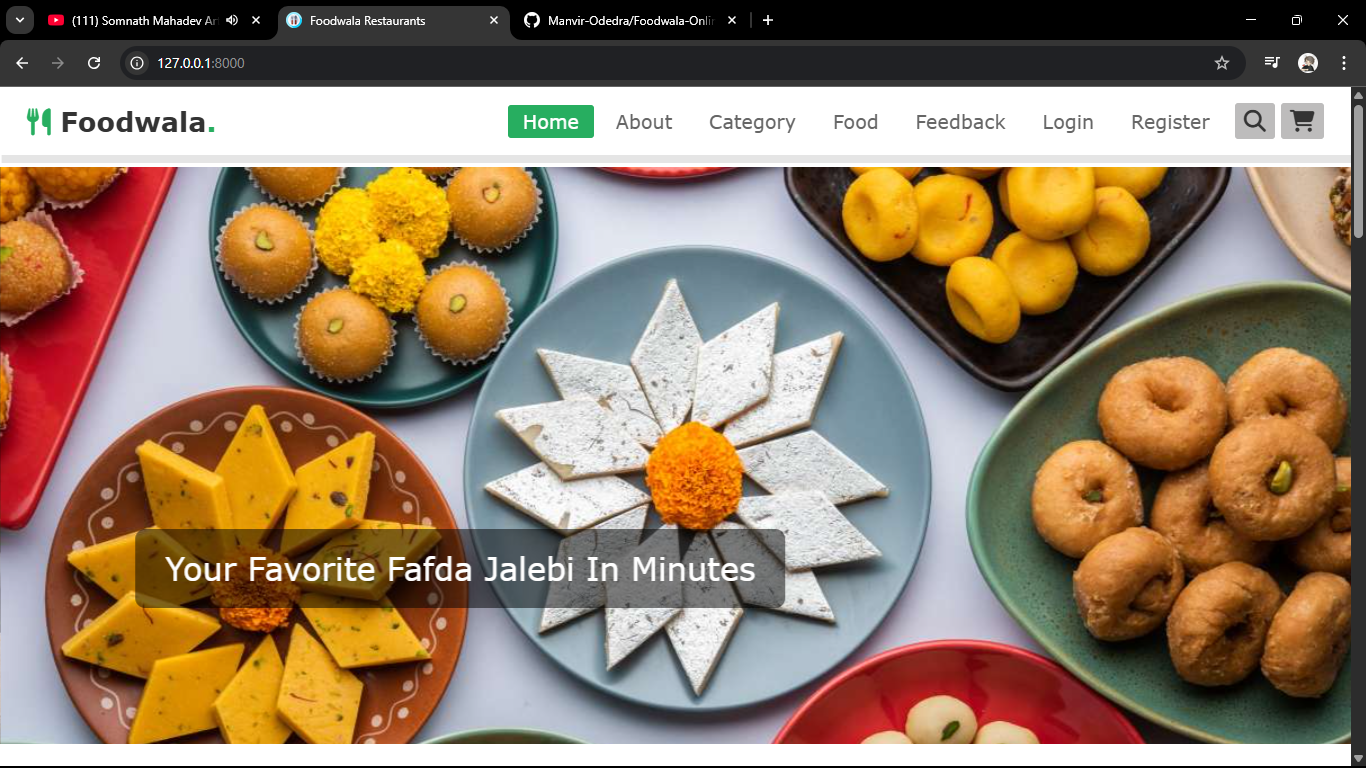 (111) Somnath Mahadev Ar
Foodwala Restaurants
Manvir-Odedra/Foodwala-Onlin
127.0.0.1:8000
Foodwala.
Home
About
Category
Food
Feedback
Login
Register
Your Favorite Fafda Jalebi In Minutes